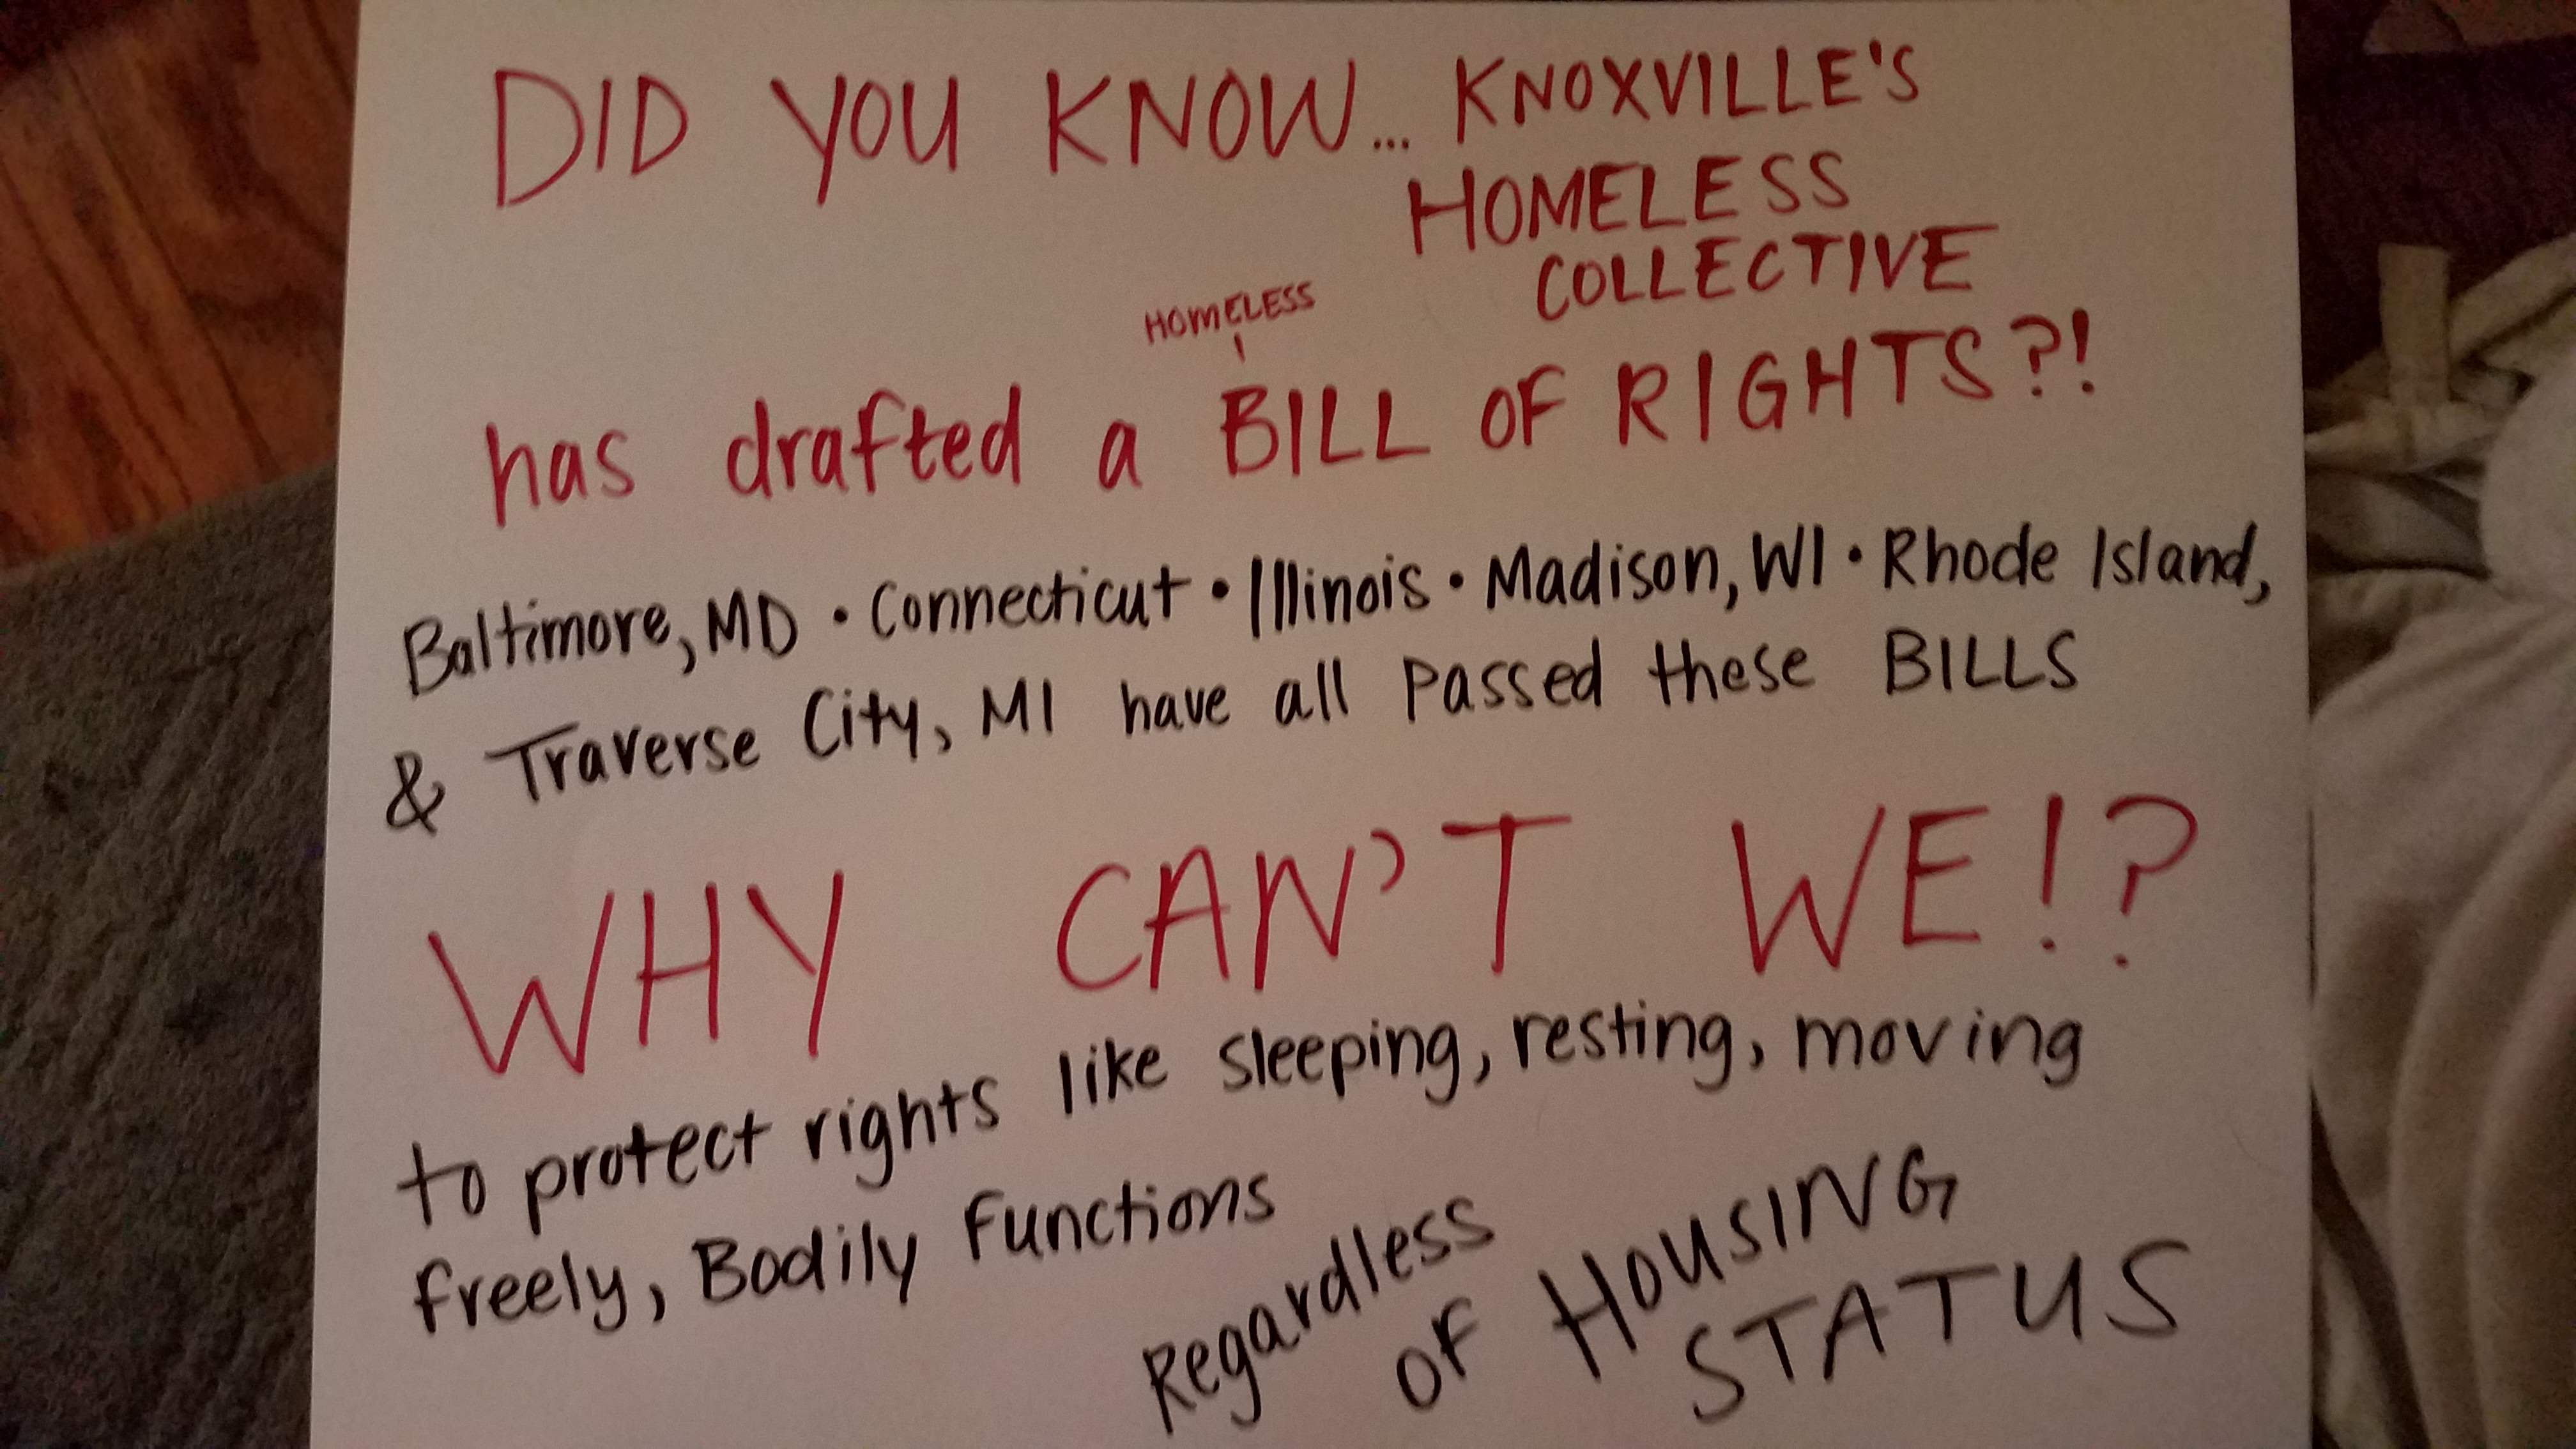 DID YOU KNOW... KNOXVILLE'S
HOMELESS
COLLECTIVE
HOMELESS
has drafted a BILL OF RIGHTS?!
Baltimore, MD • Connecticut • Illinois • Madison, WI • Rhode Island,
& Traverse City, MI have all Passed these BILLS
WHY CAN'T WE!?
to protect rights like sleeping, resting, moving
freely, Bodily Functions
Regardless
OF HOUSING
STATUS